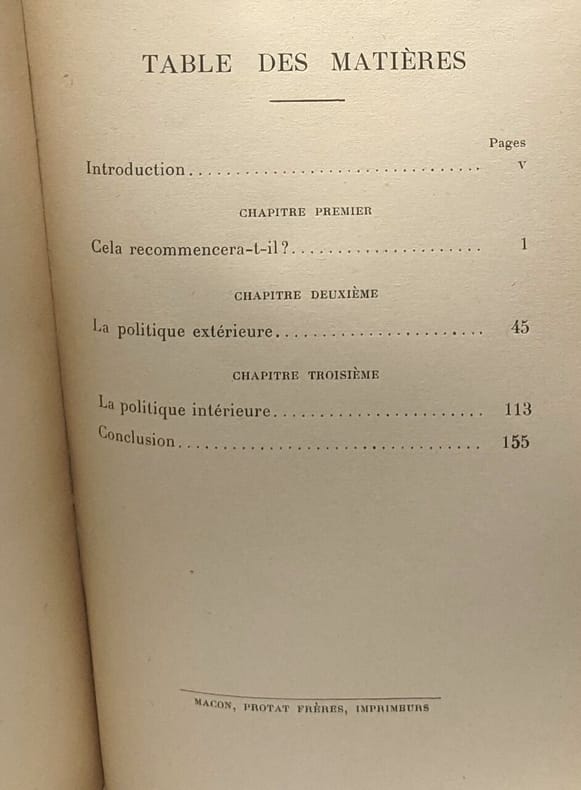 TABLE DES MATIÈRES
Pages
Introduction................................ V
CHAPITRE PREMIER
Cela recommencera-t-il?..................... 1
CHAPITRE DEUXIÈME
La politique extérieure....................... 45
CHAPITRE TROISIÈME
La politique intérieure....................... 113
Conclusion................................ 155
MACON, PROTAT FRÈRES, IMPRIMEURS